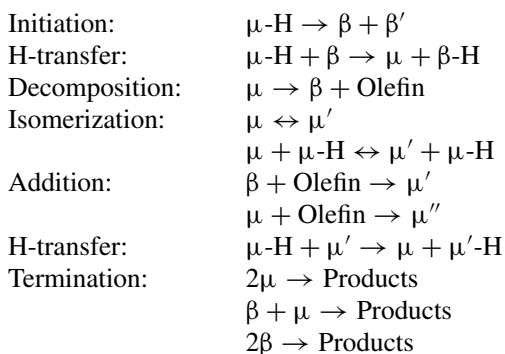 Initiation: μ-H → β + β′
H-transfer: μ-H + β → μ + β-H
Decomposition: μ → β + Olefin
Isomerization: μ ↔ μ′
μ + μ-H ↔ μ′ + μ-H
Addition: β + Olefin → μ′
μ + Olefin → μ″
H-transfer: μ-H + μ′ → μ + μ′-H
Termination: 2μ → Products
β + μ → Products
2β → Products